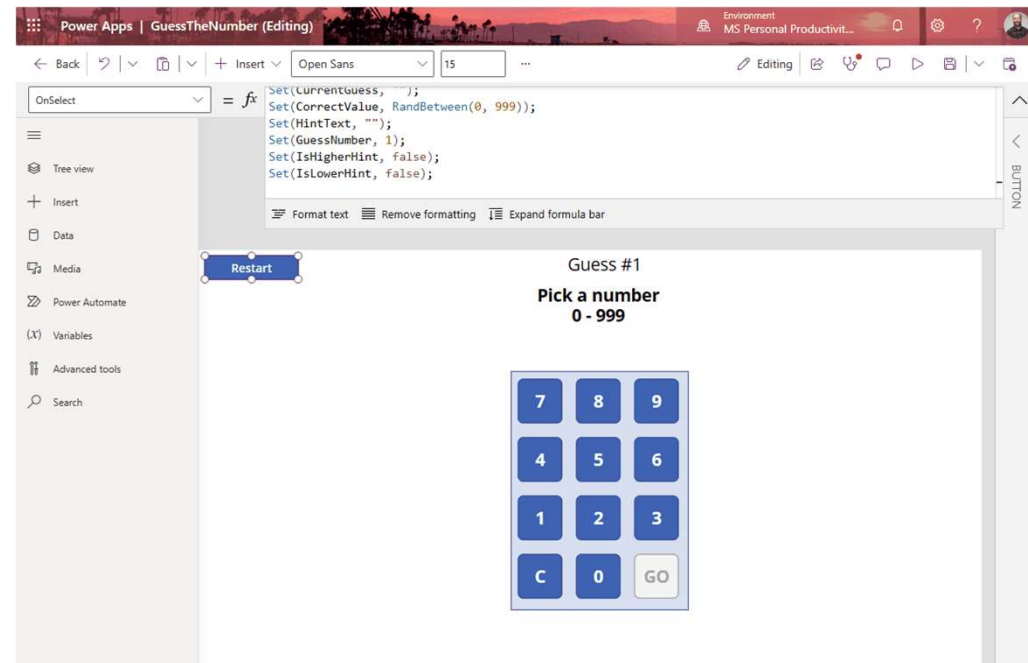 Power Apps | GuessTheNumber (Editing)
Environment
MS Personal Productivit...
Back
Insert
Open Sans
15
...
Editing
OnSelect
= fx
Set(CurrentGuess, "");
Set(CorrectValue, RandBetween(0, 999));
Set(HintText, "");
Set(GuessNumber, 1);
Set(IsHigherHint, false);
Set(IsLowerHint, false);
Format text
Remove formatting
Expand formula bar
Tree view
Insert
Data
Media
Power Automate
(x) Variables
Advanced tools
Search
BUTTON
Restart
Guess #1
Pick a number
0 - 999
7 8 9
4 5 6
1 2 3
C 0 GO